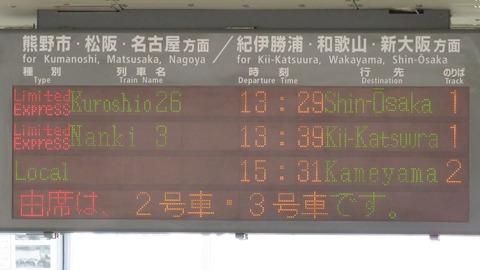 熊野市・松阪・名古屋方面／紀伊勝浦・和歌山・新大阪方面
for Kumanoshi, Matsusaka, Nagoya for Kii-Katsuura, Wakayama, Shin-Osaka
種別 列車名 時刻 行先 のりば
Type Train Name Departure Time Destination Track
Limited Express Kuroshio 26 13:29 Shin-Ōsaka 1
Limited Express Nanki 3 13:39 Kii-Katsuura 1
Local 15:31 Kameyama 2
由席は、2号車・3号車です。